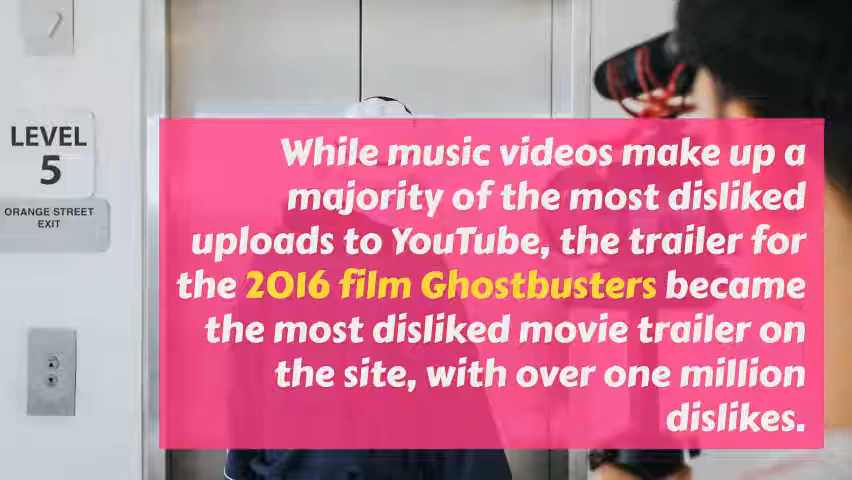 LEVEL
5
ORANGE STREET
EXIT
While music videos make up a
majority of the most disliked
uploads to YouTube, the trailer for
the 2016 film Ghostbusters became
the most disliked movie trailer on
the site, with over one million
dislikes.